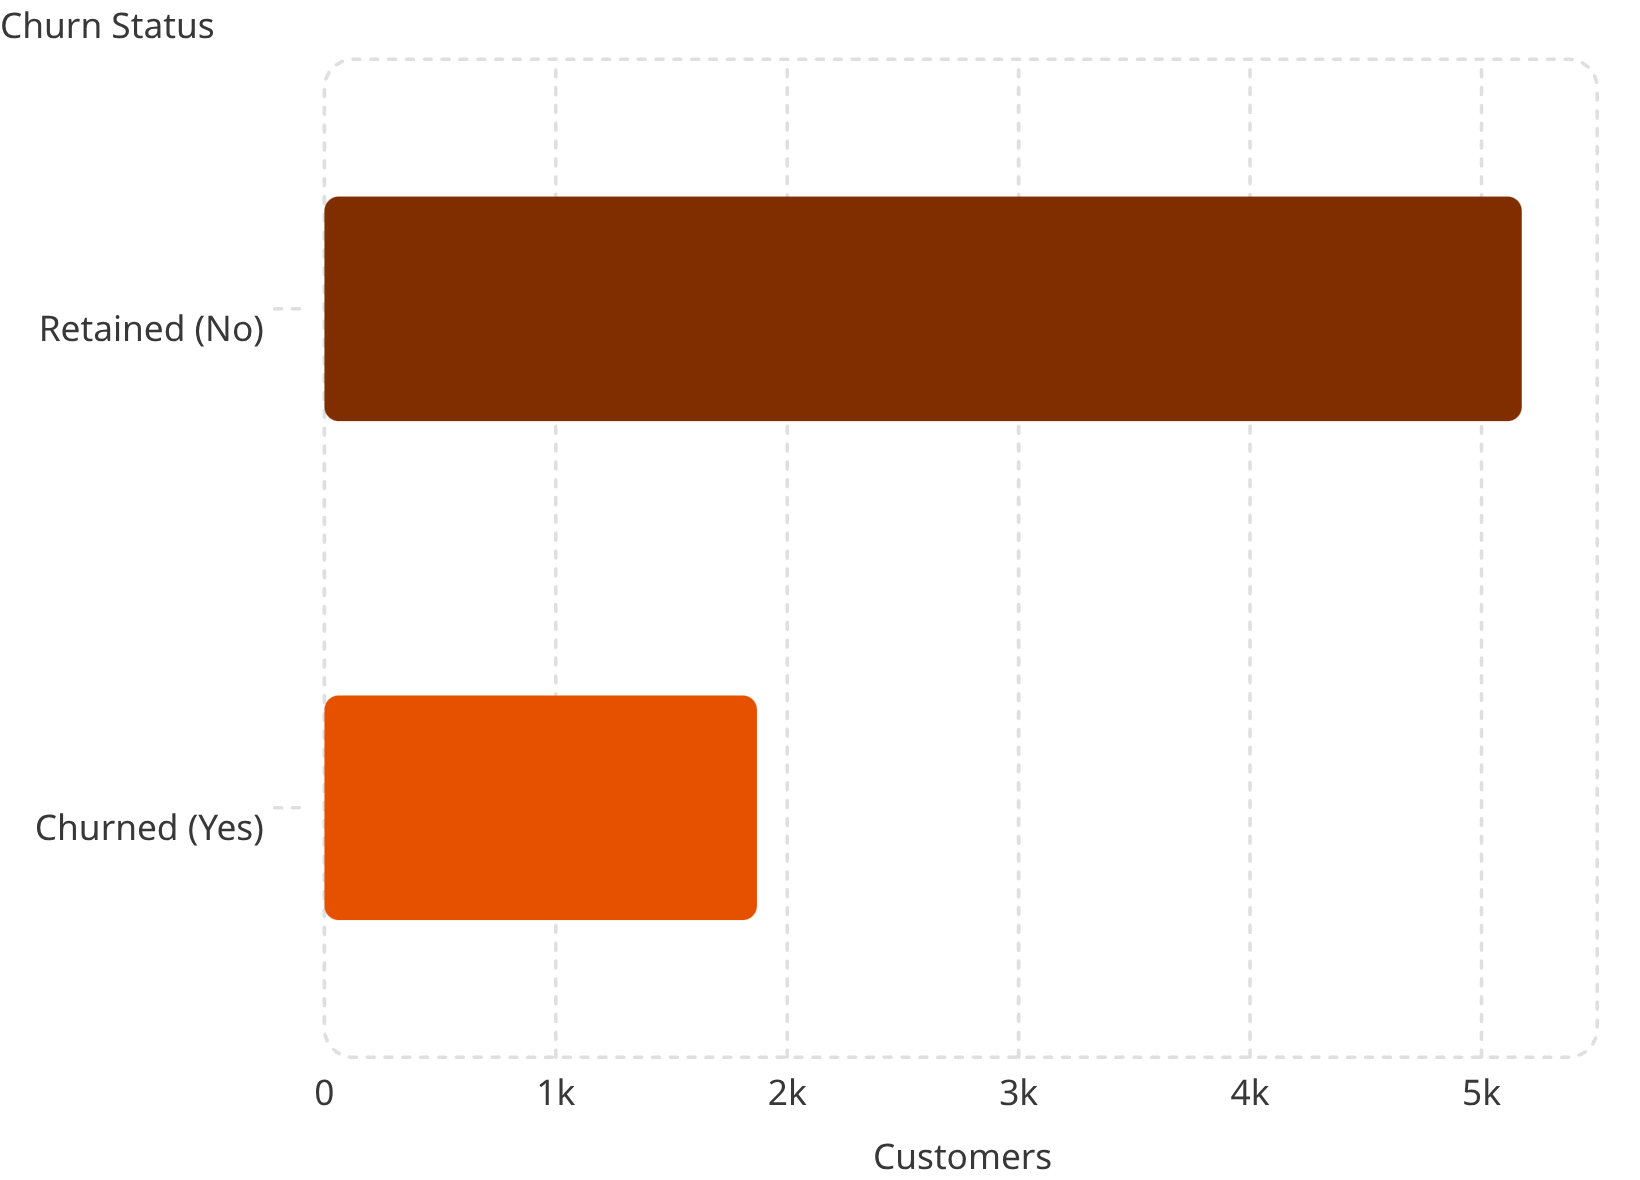 Churn Status
Retained (No)
Churned (Yes)
0 1k 2k 3k 4k 5k
Customers